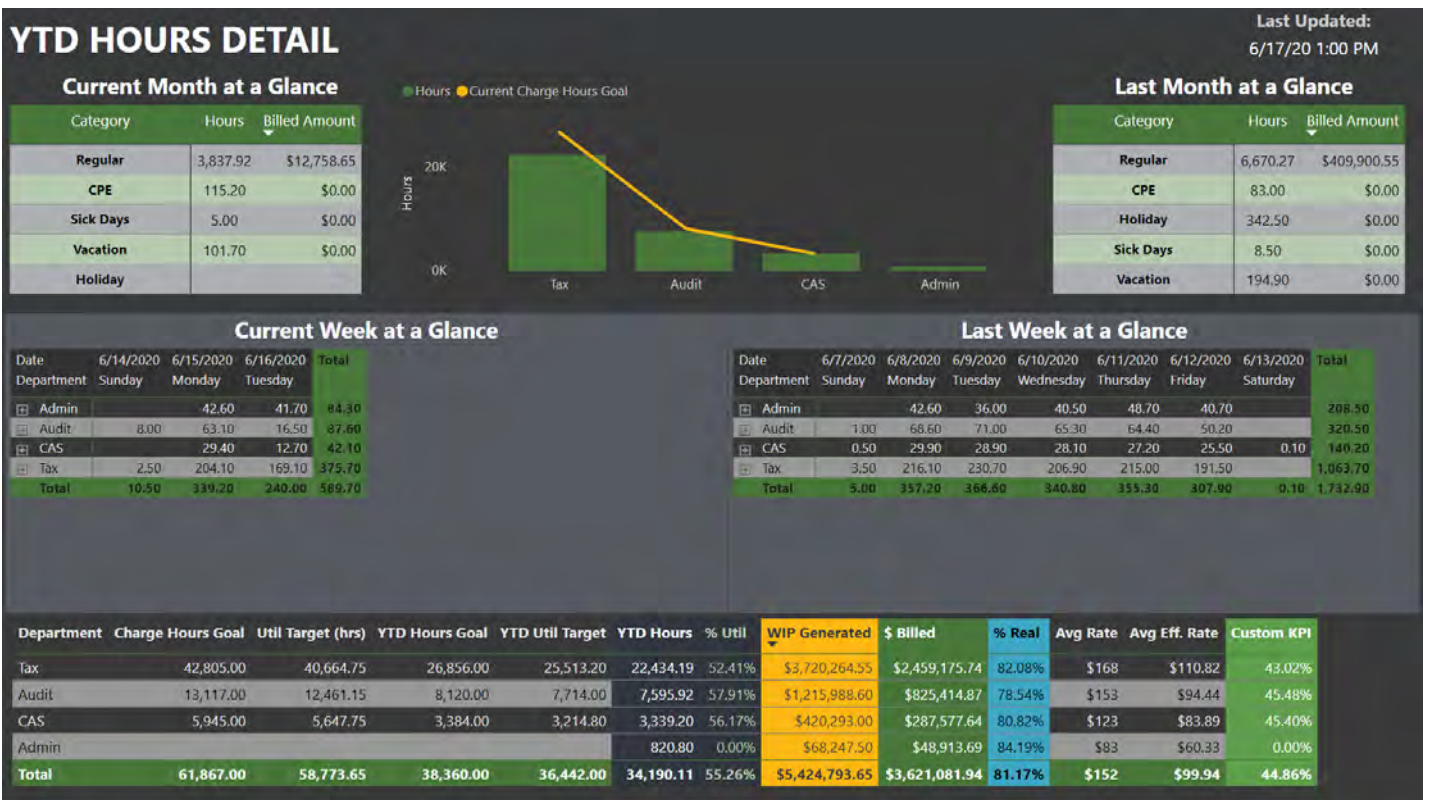 YTD HOURS DETAIL
Last Updated:
6/17/20 1:00 PM
Current Month at a Glance
Category Hours Billed Amount
Regular 3,837.92 $12,758.65
CPE 115.20 $0.00
Sick Days 5.00 $0.00
Vacation 101.70 $0.00
Holiday
Hours Current Charge Hours Goal
20K
Hours
0K
Tax Audit CAS Admin
Last Month at a Glance
Category Hours Billed Amount
Regular 6,670.27 $409,900.55
CPE 83.00 $0.00
Holiday 342.50 $0.00
Sick Days 8.50 $0.00
Vacation 194.90 $0.00
Current Week at a Glance
Date 6/14/2020 6/15/2020 6/16/2020 Total
Department Sunday Monday Tuesday
Admin 42.60 41.70 84.30
Audit 8.00 63.10 16.50 87.60
CAS 29.40 12.70 42.10
Tax 2.50 204.10 169.10 375.70
Total 10.50 339.20 240.00 589.70
Last Week at a Glance
Date 6/7/2020 6/8/2020 6/9/2020 6/10/2020 6/11/2020 6/12/2020 6/13/2020 Total
Department Sunday Monday Tuesday Wednesday Thursday Friday Saturday
Admin 42.60 36.00 40.50 48.70 40.70 208.50
Audit 1.00 68.60 71.00 65.30 64.40 50.20 320.50
CAS 0.50 29.90 28.90 28.10 27.20 25.50 0.10 140.20
Tax 3.50 216.10 230.70 206.90 215.00 191.50 1,063.70
Total 5.00 357.20 366.60 340.80 355.30 307.90 0.10 1,732.90
Department Charge Hours Goal Util Target (hrs) YTD Hours Goal YTD Util Target YTD Hours % Util WIP Generated $ Billed % Real Avg Rate Avg Eff. Rate Custom KPI
Tax 42,805.00 40,664.75 26,856.00 25,513.20 22,434.19 52.41% $3,720,264.55 $2,459,175.74 82.08% $168 $110.82 43.02%
Audit 13,117.00 12,461.15 8,120.00 7,714.00 7,595.92 57.91% $1,215,988.60 $825,414.87 78.54% $153 $94.44 45.48%
CAS 5,945.00 5,647.75 3,384.00 3,214.80 3,339.20 56.17% $420,293.00 $287,577.64 80.82% $123 $83.89 45.40%
Admin 820.80 0.00% $68,247.50 $48,913.69 84.19% $83 $60.33 0.00%
Total 61,867.00 58,773.65 38,360.00 36,442.00 34,190.11 55.26% $5,424,793.65 $3,621,081.94 81.17% $152 $99.94 44.86%